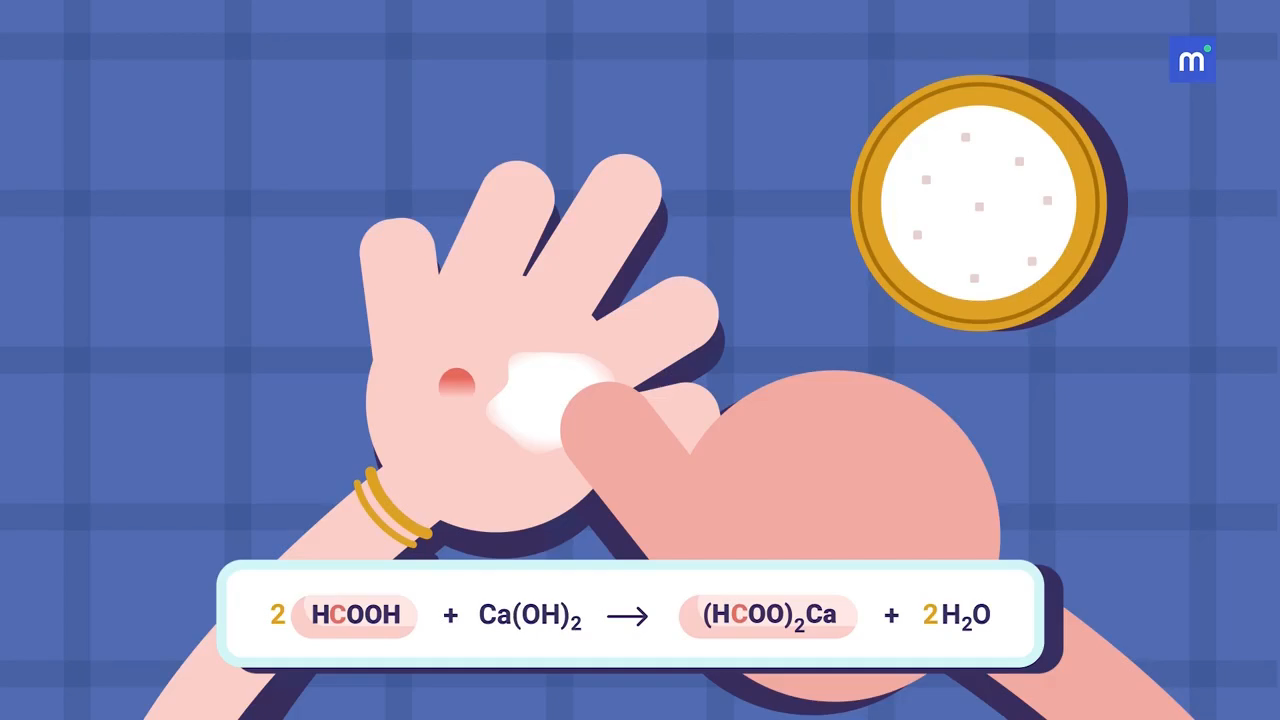 m
2 HCOOH + Ca(OH)₂ → (HCOO)₂Ca + 2H₂O